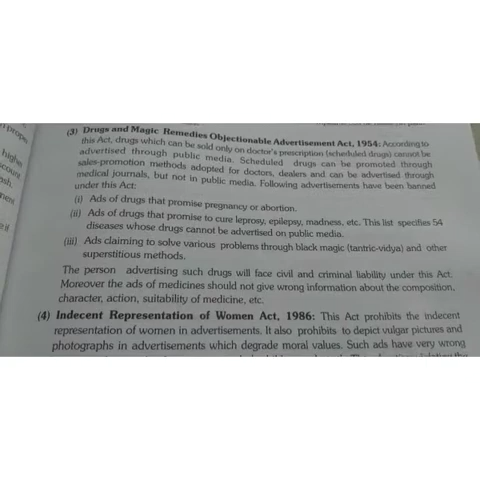 n prope
higher
scount
ash.
ment
e if
(3) Drugs and Magic Remedies Objectionable Advertisement Act, 1954: According to
this Act, drugs which can be sold only on doctor's prescription (scheduled drugs) cannot be
advertised through public media. Scheduled drugs can be promoted through
sales-promotion methods adopted for doctors, dealers and can be advertised through
medical journals, but not in public media. Following advertisements have been banned
under this Act:
(i) Ads of drugs that promise pregnancy or abortion.
(ii) Ads of drugs that promise to cure leprosy, epilepsy, madness, etc. This list specifies 54
diseases whose drugs cannot be advertised on public media.
(iii) Ads claiming to solve various problems through black magic (tantric-vidya) and other
superstitious methods.
The person advertising such drugs will face civil and criminal liability under this Act.
Moreover the ads of medicines should not give wrong information about the composition,
character, action, suitability of medicine, etc.
(4) Indecent Representation of Women Act, 1986: This Act prohibits the indecent
representation of women in advertisements. It also prohibits to depict vulgar pictures and
photographs in advertisements which degrade moral values. Such ads have very wrong